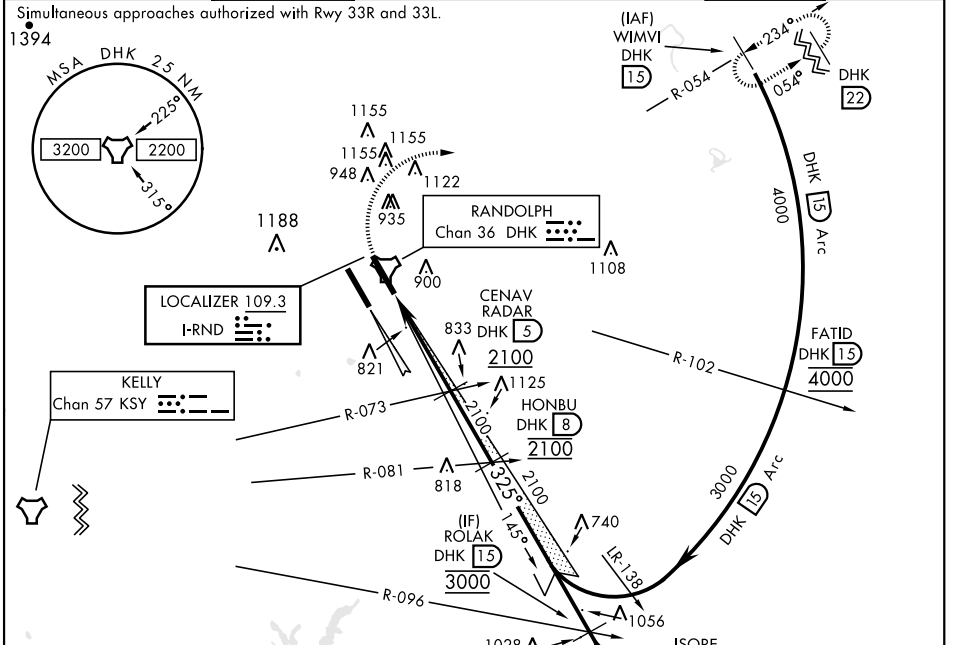 Simultaneous approaches authorized with Rwy 33R and 33L.
1394
MSA DHK 25 NM
225°
3200
2200
315°
(IAF)
WIMVI
DHK
15
R-054
234°
054°
DHK
22
1155
1155
1155
948
1122
935
RANDOLPH
Chan 36 DHK
1188
900
1108
LOCALIZER 109.3
I-RND
CENAV
RADAR
DHK 5
2100
833
821
DHK 15 Arc
4000
FATID
DHK 15
4000
R-102
KELLY
Chan 57 KSY
R-073
1125
2100
HONBU
DHK 8
2100
R-081
818
325°
2100
145°
3000
DHK 15 Arc
(IF)
ROLAK
DHK 15
3000
740
LR-138
R-096
1056
1028